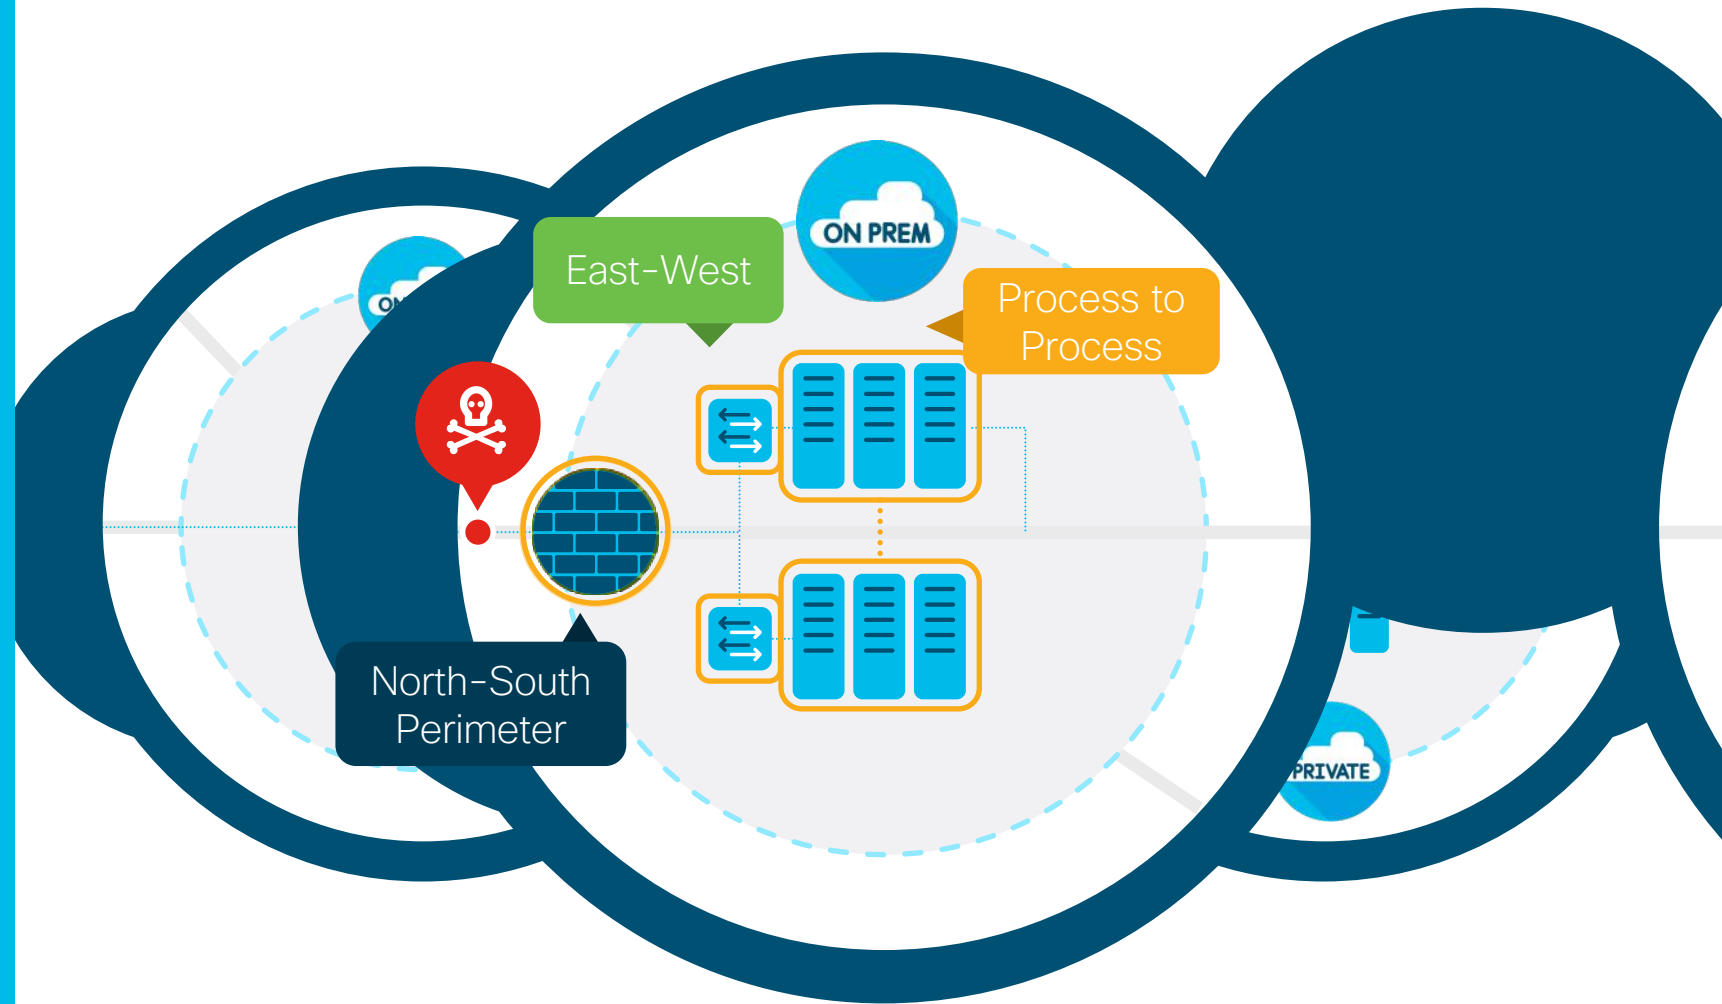 ON PREM
East-West
Process to
Process
North-South
Perimeter
PRIVATE